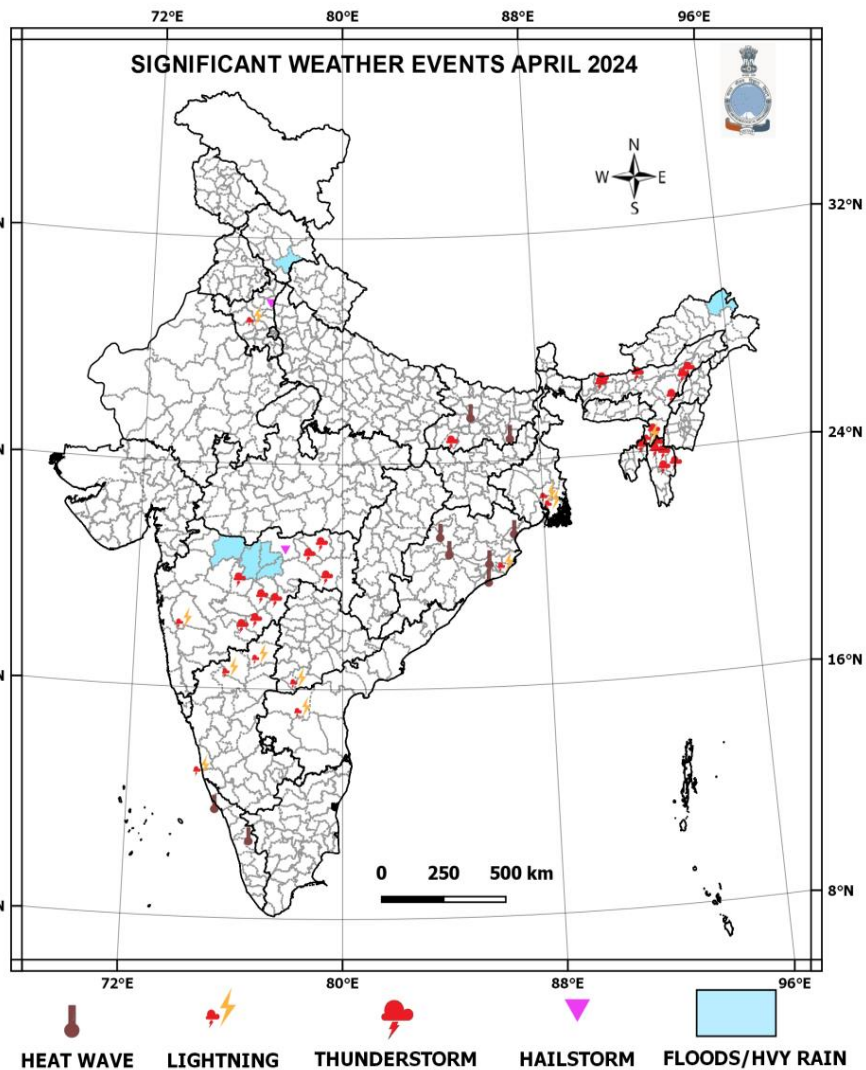 72°E 80°E 88°E 96°E
SIGNIFICANT WEATHER EVENTS APRIL 2024
N
W E
S
32°N
24°N
16°N
0 250 500 km
8°N
72°E 80°E 88°E 96°E
HEAT WAVE LIGHTNING THUNDERSTORM HAILSTORM FLOODS/HVY RAIN